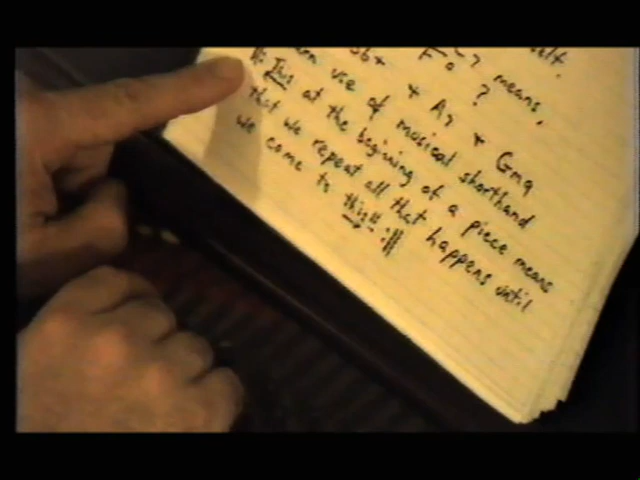 means,
+ A7 + Gm9
use of musical shorthand
||: This at the begining of a piece means
that we repeat all that happens until
we come to this :||